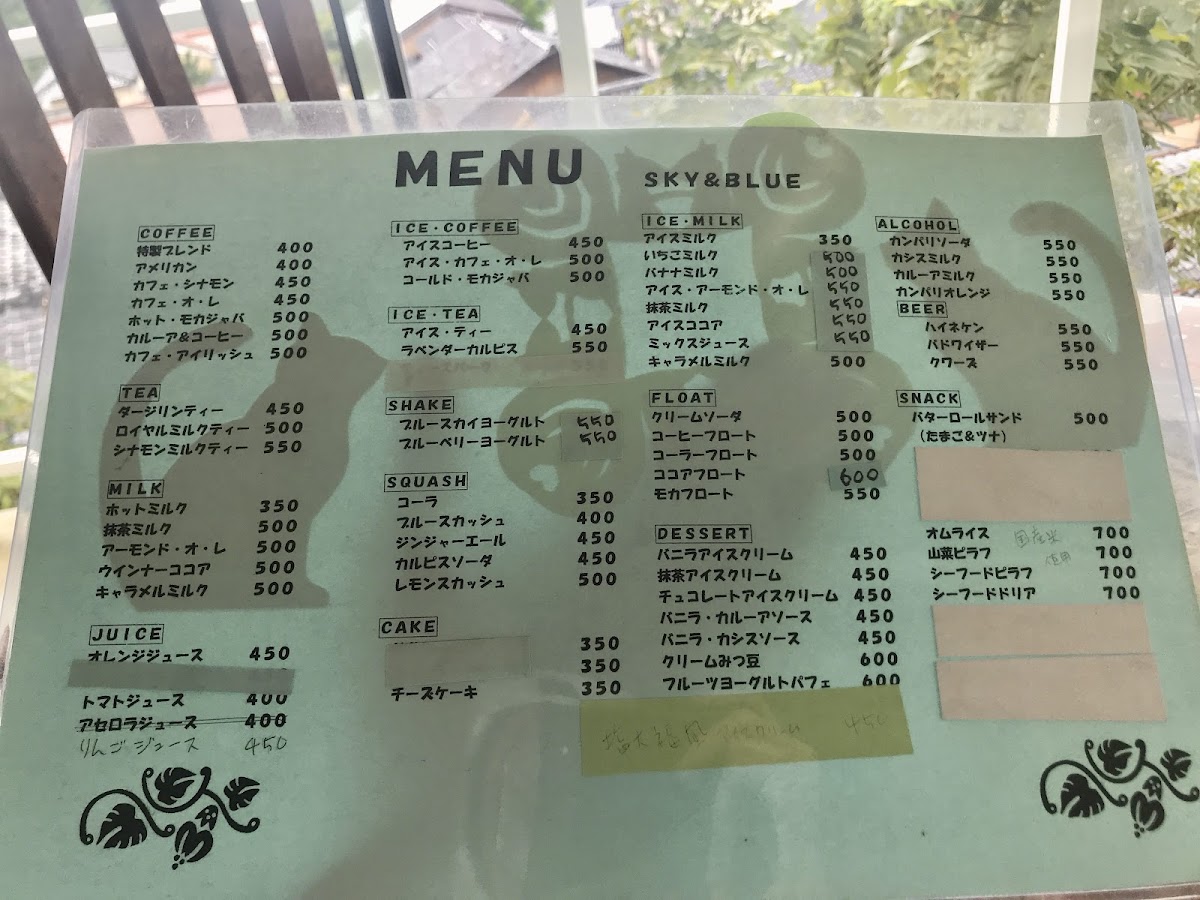 MENU SKY&BLUE
COFFEE
特製ブレンド 400
アメリカン 400
カフェ・シナモン 450
カフェ・オ・レ 450
ホット・モカジャバ 500
カルーア&コーヒー 500
カフェ・アイリッシュ 500
TEA
ダージリンティー 450
ロイヤルミルクティー 500
シナモンミルクティー 550
MILK
ホットミルク 350
抹茶ミルク 500
アーモンド・オ・レ 500
ウインナーココア 500
キャラメルミルク 500
JUICE
オレンジジュース 450
トマトジュース 400
アセロラジュース 400
りんごジュース 450
ICE・COFFEE
アイスコーヒー 450
アイス・カフェ・オ・レ 500
コールド・モカジャバ 500
ICE・TEA
アイス・ティー 450
ラベンダーカルピス 550
SHAKE
ブルースカイヨーグルト 550
ブルーベリーヨーグルト 550
SQUASH
コーラ 350
ブルースカッシュ 400
ジンジャーエール 450
カルピスソーダ 450
レモンスカッシュ 500
CAKE
350
350
チーズケーキ 350
ICE・MILK
アイスミルク 350
いちごミルク 500
バナナミルク 500
アイス・アーモンド・オ・レ 550
抹茶ミルク 550
アイスココア 550
ミックスジュース 550
キャラメルミルク 500
FLOAT
クリームソーダ 500
コーヒーフロート 500
コーラーフロート 500
ココアフロート 600
モカフロート 550
DESSERT
バニラアイスクリーム 450
抹茶アイスクリーム 450
チュコレートアイスクリーム 450
バニラ・カルーアソース 450
バニラ・カシスソース 450
クリームみつ豆 600
フルーツヨーグルトパフェ 600
塩大福風アイスクリーム 450
ALCOHOL
カンパリソーダ 550
カシスミルク 550
カルーアミルク 550
カンパリオレンジ 550
BEER
ハイネケン 550
バドワイザー 550
クワーズ 550
SNACK
バターロールサンド 500
(たまご&ツナ)
オムライス 国産米 700
山菜ピラフ 使用 700
シーフードピラフ 700
シーフードドリア 700